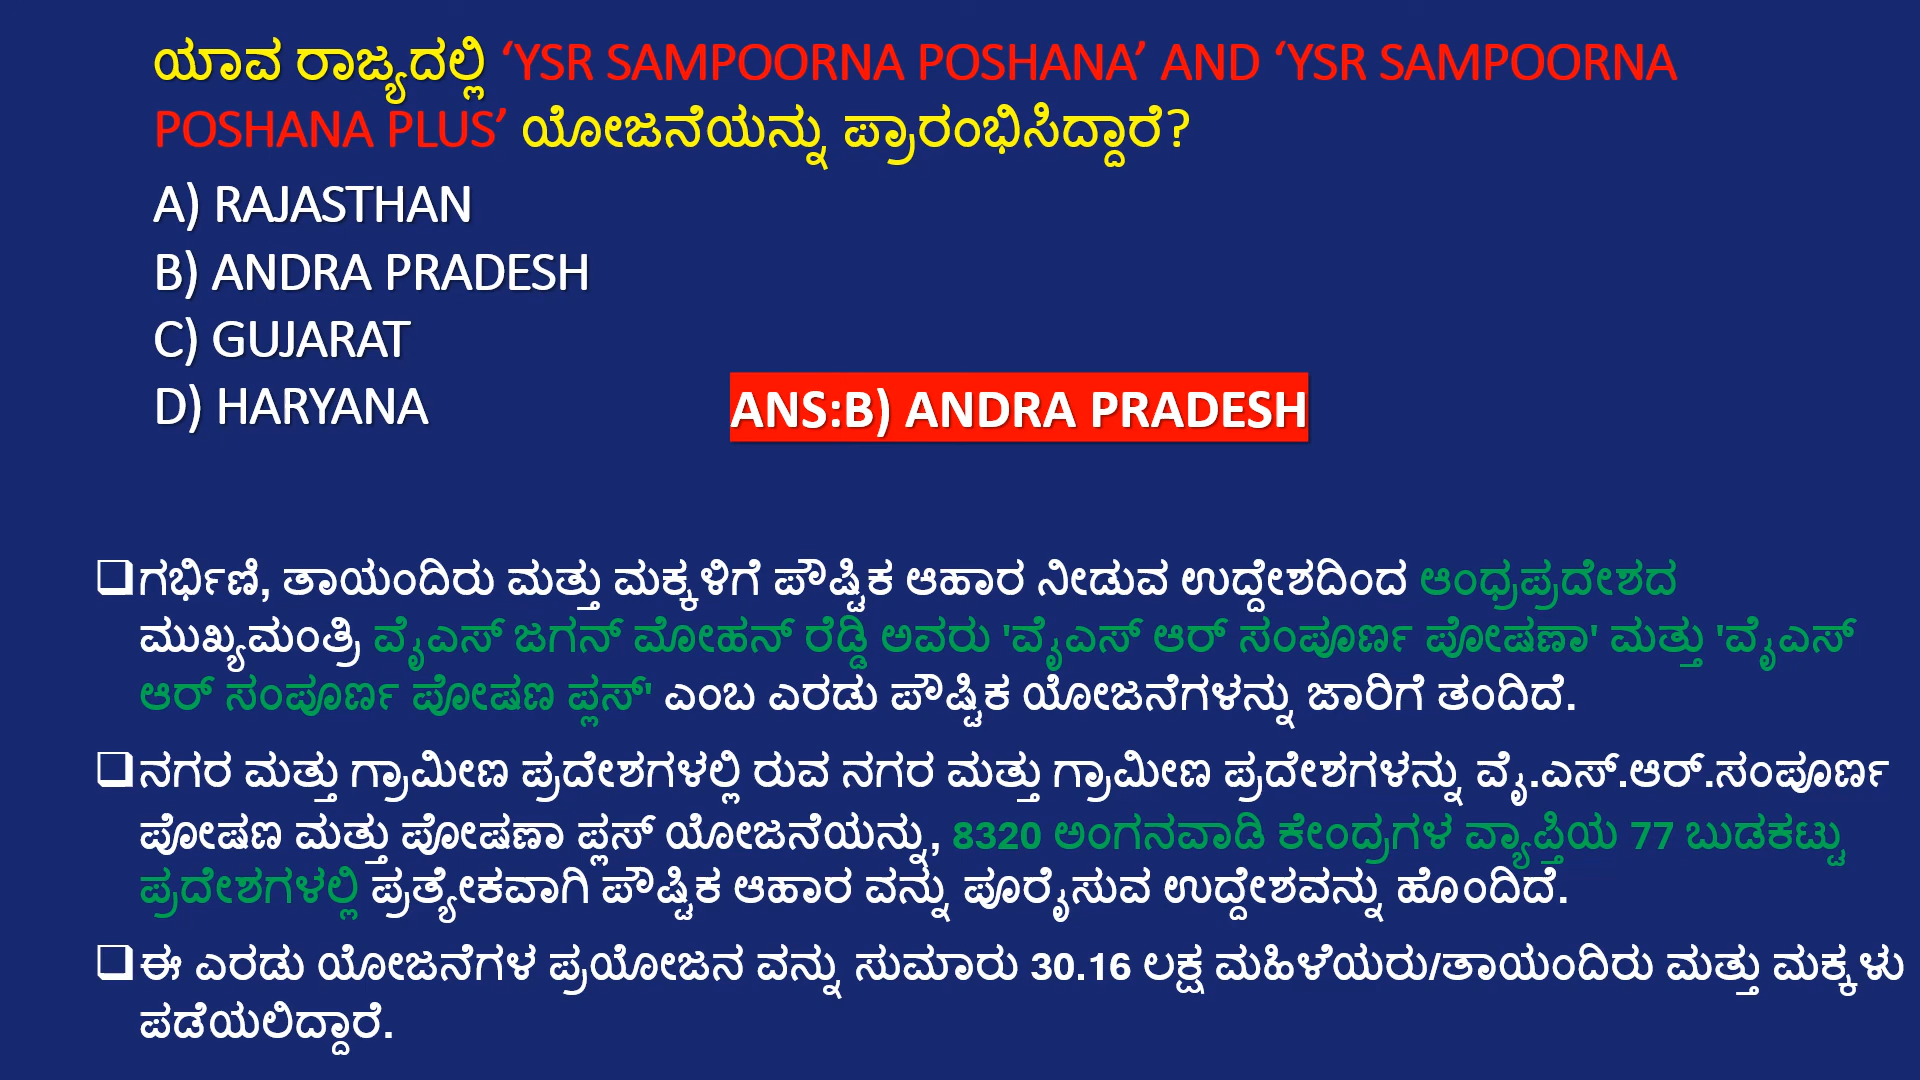 ಯಾವ ರಾಜ್ಯದಲ್ಲಿ ‘YSR SAMPOORNA POSHANA’ AND ‘YSR SAMPOORNA
POSHANA PLUS’ ಯೋಜನೆಯನ್ನು ಪ್ರಾರಂಭಿಸಿದ್ದಾರೆ?
A) RAJASTHAN
B) ANDRA PRADESH
C) GUJARAT
D) HARYANA
ANS:B) ANDRA PRADESH
❑ಗರ್ಭಿಣಿ, ತಾಯಂದಿರು ಮತ್ತು ಮಕ್ಕಳಿಗೆ ಪೌಷ್ಟಿಕ ಆಹಾರ ನೀಡುವ ಉದ್ದೇಶದಿಂದ ಆಂಧ್ರಪ್ರದೇಶದ
ಮುಖ್ಯಮಂತ್ರಿ ವೈಎಸ್ ಜಗನ್ ಮೋಹನ್ ರೆಡ್ಡಿ ಅವರು 'ವೈಎಸ್ ಆರ್ ಸಂಪೂರ್ಣ ಪೋಷಣಾ' ಮತ್ತು 'ವೈಎಸ್
ಆರ್ ಸಂಪೂರ್ಣ ಪೋಷಣ ಪ್ಲಸ್' ಎಂಬ ಎರಡು ಪೌಷ್ಟಿಕ ಯೋಜನೆಗಳನ್ನು ಜಾರಿಗೆ ತಂದಿದೆ.
❑ನಗರ ಮತ್ತು ಗ್ರಾಮೀಣ ಪ್ರದೇಶಗಳಲ್ಲಿ ರುವ ನಗರ ಮತ್ತು ಗ್ರಾಮೀಣ ಪ್ರದೇಶಗಳನ್ನು ವೈ.ಎಸ್.ಆರ್.ಸಂಪೂರ್ಣ
ಪೋಷಣ ಮತ್ತು ಪೋಷಣಾ ಪ್ಲಸ್ ಯೋಜನೆಯನ್ನು, 8320 ಅಂಗನವಾಡಿ ಕೇಂದ್ರಗಳ ವ್ಯಾಪ್ತಿಯ 77 ಬುಡಕಟ್ಟು
ಪ್ರದೇಶಗಳಲ್ಲಿ ಪ್ರತ್ಯೇಕವಾಗಿ ಪೌಷ್ಟಿಕ ಆಹಾರ ವನ್ನು ಪೂರೈಸುವ ಉದ್ದೇಶವನ್ನು ಹೊಂದಿದೆ.
❑ಈ ಎರಡು ಯೋಜನೆಗಳ ಪ್ರಯೋಜನ ವನ್ನು ಸುಮಾರು 30.16 ಲಕ್ಷ ಮಹಿಳೆಯರು/ತಾಯಂದಿರು ಮತ್ತು ಮಕ್ಕಳು
ಪಡೆಯಲಿದ್ದಾರೆ.